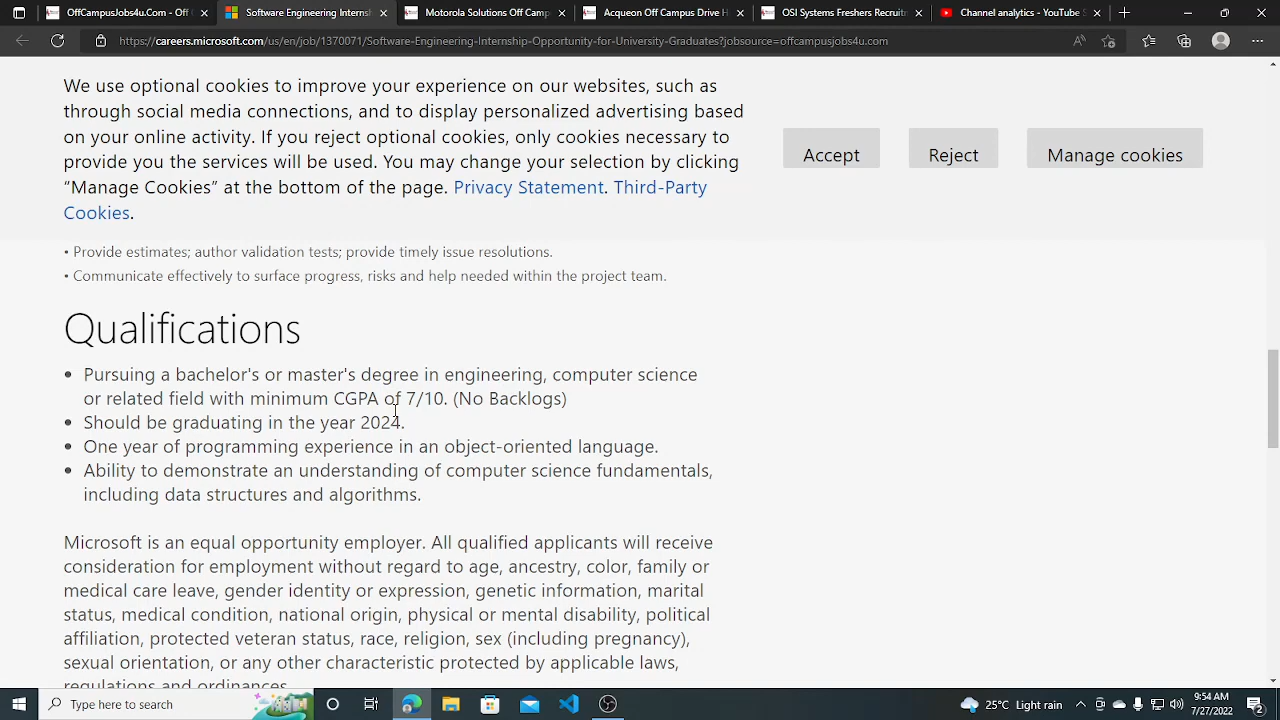 OffCampusJobs4u.Com - Off
Software Engineering Internsh
Motorola Solutions Off Camp
Acqueon Off Campus Drive
OSI Systems Freshers Recruitm
Channel analytics - YouTube S
https://careers.microsoft.com/us/en/job/1370071/Software-Engineering-Internship-Opportunity-for-University-Graduates?jobsource=offcampusjobs4u.com
We use optional cookies to improve your experience on our websites, such as
through social media connections, and to display personalized advertising based
on your online activity. If you reject optional cookies, only cookies necessary to
provide you the services will be used. You may change your selection by clicking
“Manage Cookies” at the bottom of the page. Privacy Statement. Third-Party
Cookies.
Accept
Reject
Manage cookies
• Provide estimates; author validation tests; provide timely issue resolutions.
• Communicate effectively to surface progress, risks and help needed within the project team.
Qualifications
• Pursuing a bachelor's or master's degree in engineering, computer science
or related field with minimum CGPA of 7/10. (No Backlogs)
• Should be graduating in the year 2024.
• One year of programming experience in an object-oriented language.
• Ability to demonstrate an understanding of computer science fundamentals,
including data structures and algorithms.
Microsoft is an equal opportunity employer. All qualified applicants will receive
consideration for employment without regard to age, ancestry, color, family or
medical care leave, gender identity or expression, genetic information, marital
status, medical condition, national origin, physical or mental disability, political
affiliation, protected veteran status, race, religion, sex (including pregnancy),
sexual orientation, or any other characteristic protected by applicable laws,
regulations and ordinances.
Type here to search
25°C Light rain
9:54 AM
7/27/2022
2